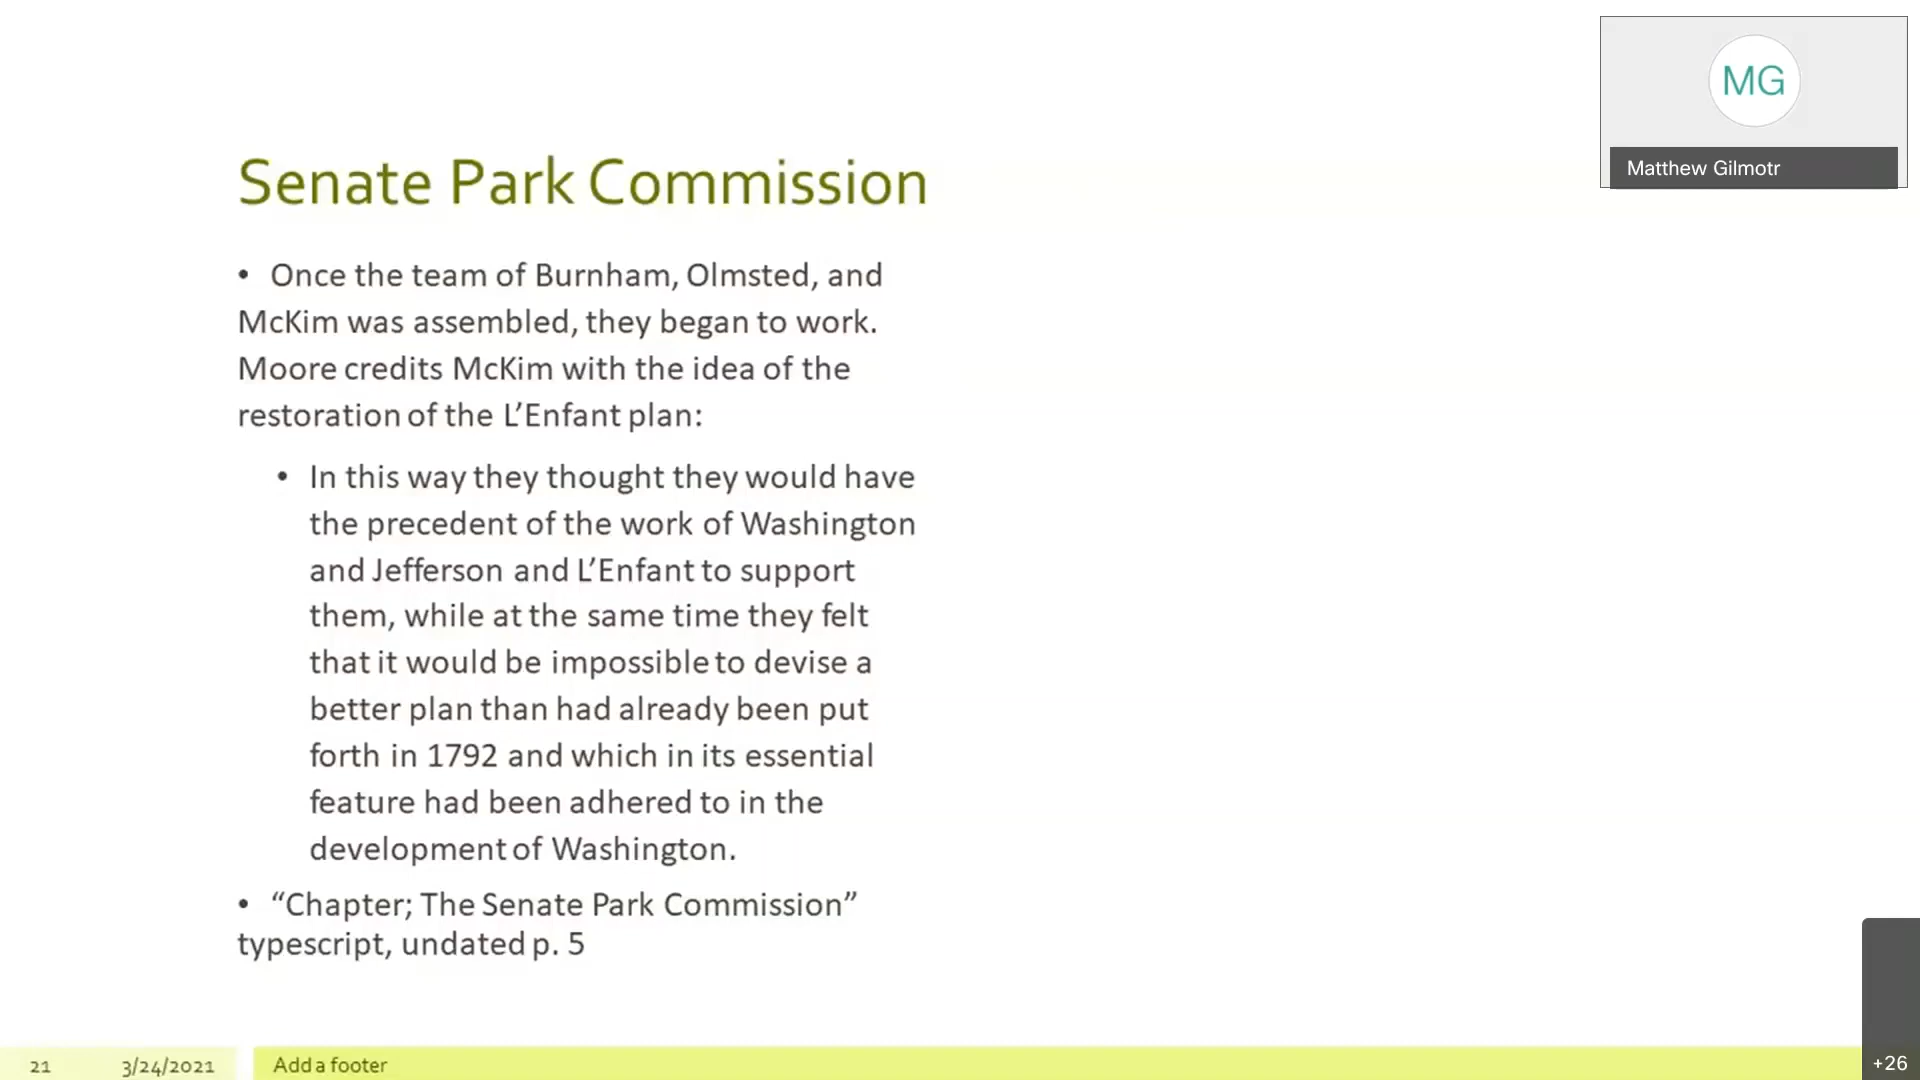 MG
Matthew Gilmotr
Senate Park Commission
• Once the team of Burnham, Olmsted, and
McKim was assembled, they began to work.
Moore credits McKim with the idea of the
restoration of the L’Enfant plan:
• In this way they thought they would have
the precedent of the work of Washington
and Jefferson and L’Enfant to support
them, while at the same time they felt
that it would be impossible to devise a
better plan than had already been put
forth in 1792 and which in its essential
feature had been adhered to in the
development of Washington.
• “Chapter; The Senate Park Commission”
typescript, undated p. 5
21 3/24/2021 Add a footer
+26